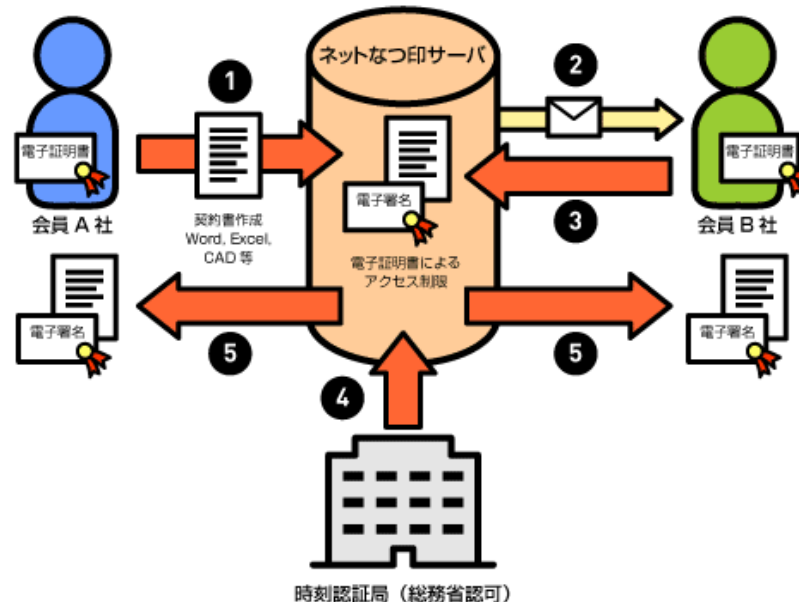 ネットなつ印サーバ
1
2
電子証明書
電子署名
電子証明書
会員 A 社
契約書作成
Word, Excel,
CAD 等
電子証明書による
アクセス制限
3
会員 B 社
電子署名
5
5
電子署名
4
時刻認証局（総務省認可）